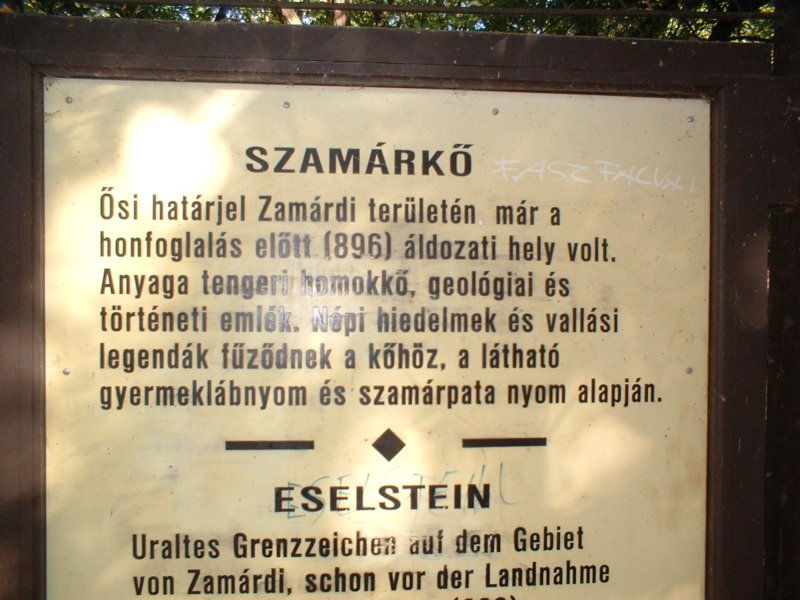 SZAMÁRKŐ
Ősi határjel Zamárdi területén, már a
honfoglalás előtt (896) áldozati hely volt.
Anyaga tengeri homokkő, geológiai és
történeti emlék. Népi hiedelmek és vallási
legendák fűződnek a kőhöz, a látható
gyermeklábnyom és szamárpata nyom alapján.
ESELSTEIN
Uraltes Grenzzeichen auf dem Gebiet
von Zamárdi, schon vor der Landnahme